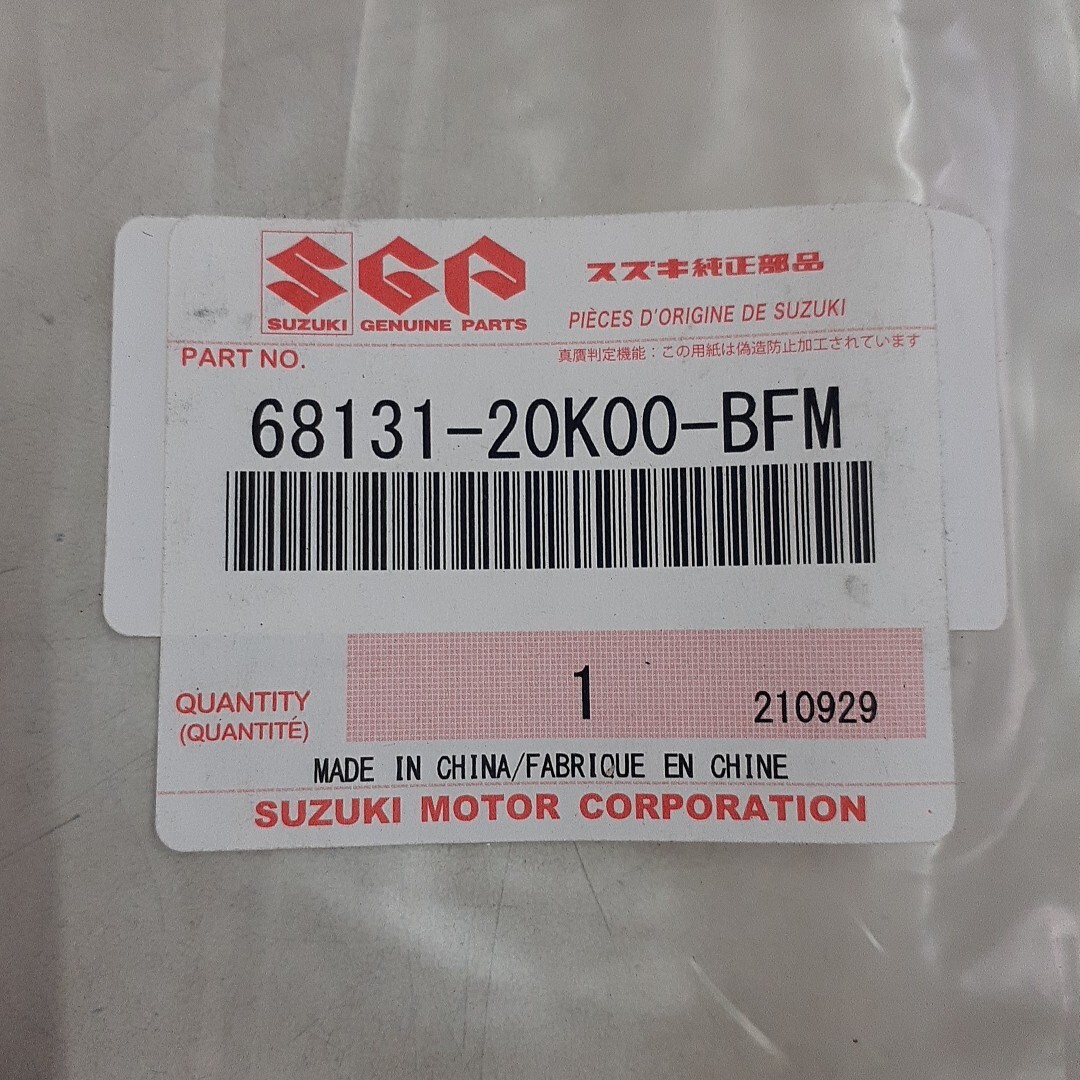 SGP
SUZUKI GENUINE PARTS
スズキ純正部品
PIÈCES D'ORIGINE DE SUZUKI
PART NO.
真贋判定機能：この用紙は偽造防止加工されています
68131-20K00-BFM
QUANTITY
(QUANTITÉ)
1
210929
MADE IN CHINA/FABRIQUE EN CHINE
SUZUKI MOTOR CORPORATION